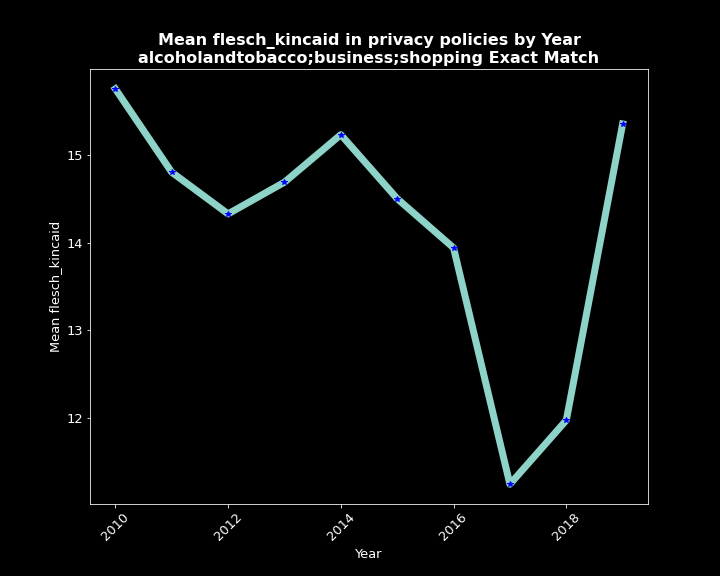 Mean flesch_kincaid in privacy policies by Year
alcoholandtobacco;business;shopping Exact Match
15
14
13
12
Mean flesch_kincaid
2010
2012
2014
2016
2018
Year